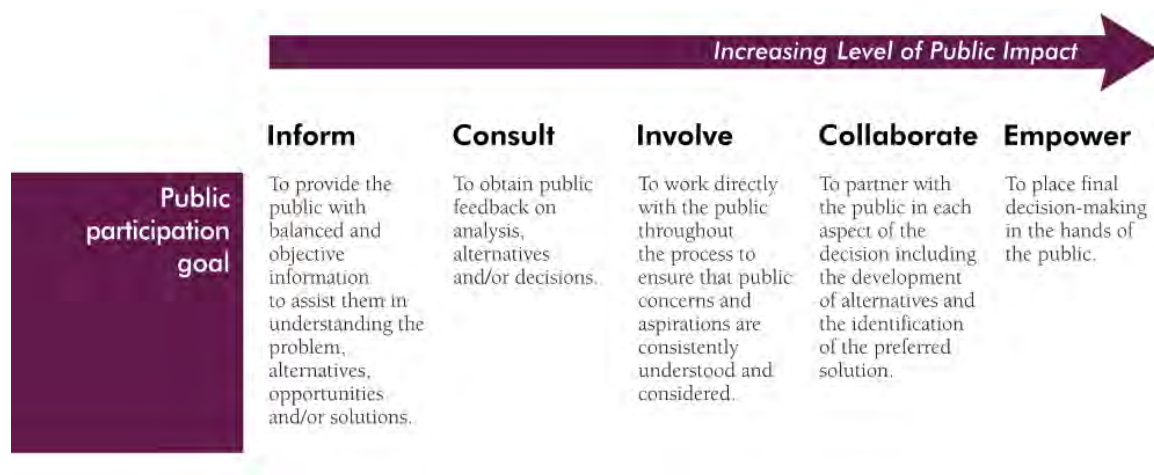 Increasing Level of Public Impact
Public
participation
goal
Inform
To provide the
public with
balanced and
objective
information
to assist them in
understanding the
problem,
alternatives,
opportunities
and/or solutions.
Consult
To obtain public
feedback on
analysis,
alternatives
and/or decisions.
Involve
To work directly
with the public
throughout
the process to
ensure that public
concerns and
aspirations are
consistently
understood and
considered.
Collaborate
To partner with
the public in each
aspect of the
decision including
the development
of alternatives and
the identification
of the preferred
solution.
Empower
To place final
decision-making
in the hands of
the public.